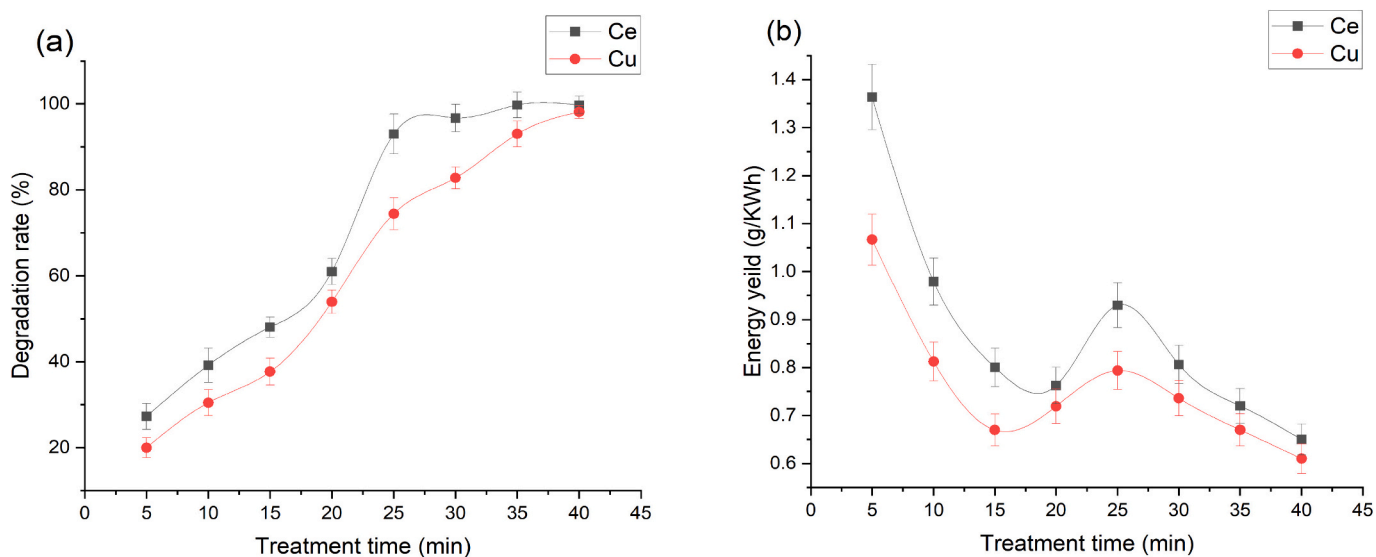 (a)
Ce
Cu
Degradation rate (%)
100
80
60
40
20
0 5 10 15 20 25 30 35 40 45
Treatment time (min)
(b)
Ce
Cu
Energy yeild (g/KWh)
1.4
1.3
1.2
1.1
1.0
0.9
0.8
0.7
0.6
0 5 10 15 20 25 30 35 40 45
Treatment time (min)